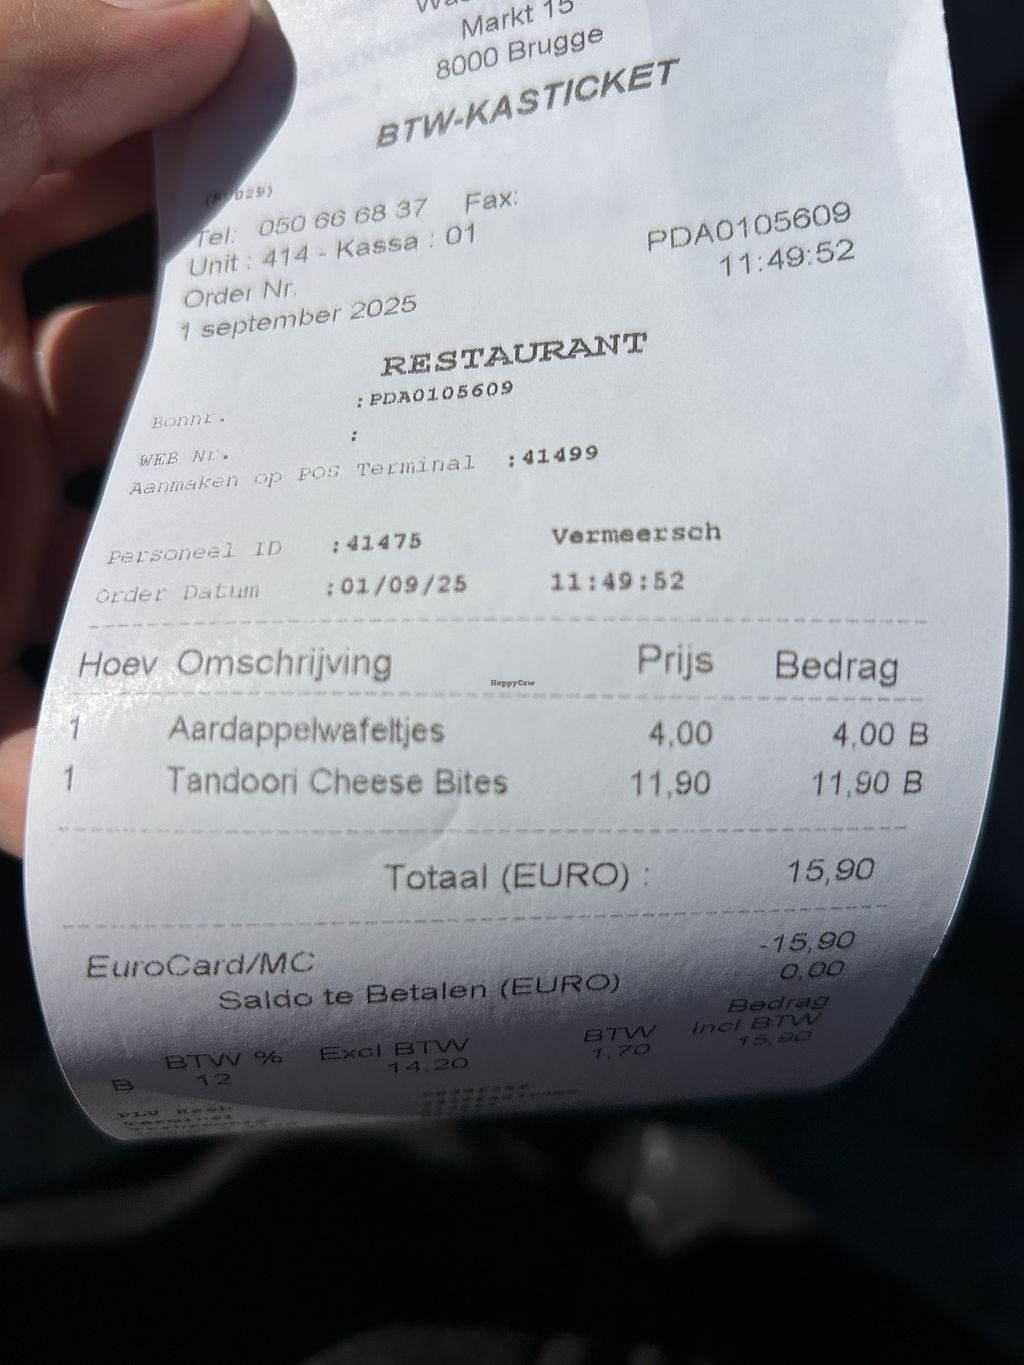 Markt 15
8000 Brugge
BTW-KASTICKET
Tel: 050 66 68 37 Fax:
Unit : 414 - Kassa : 01
Order Nr. PDA0105609
1 september 2025 11:49:52
RESTAURANT
Bonnr. :PDA0105609
WEB Nr. :
Aanmaken op POS Terminal :41499
Personeel ID :41475 Vermeersch
Order Datum :01/09/25 11:49:52
Hoev Omschrijving Prijs Bedrag
HappyCow
1 Aardappelwafeltjes 4,00 4,00 B
1 Tandoori Cheese Bites 11,90 11,90 B
Totaal (EURO) : 15,90
EuroCard/MC -15,90
Saldo te Betalen (EURO) 0,00
BTW % Excl BTW BTW Bedrag Incl BTW
B 12 14.20 1.70 15,90
PLU Hash
Terminal